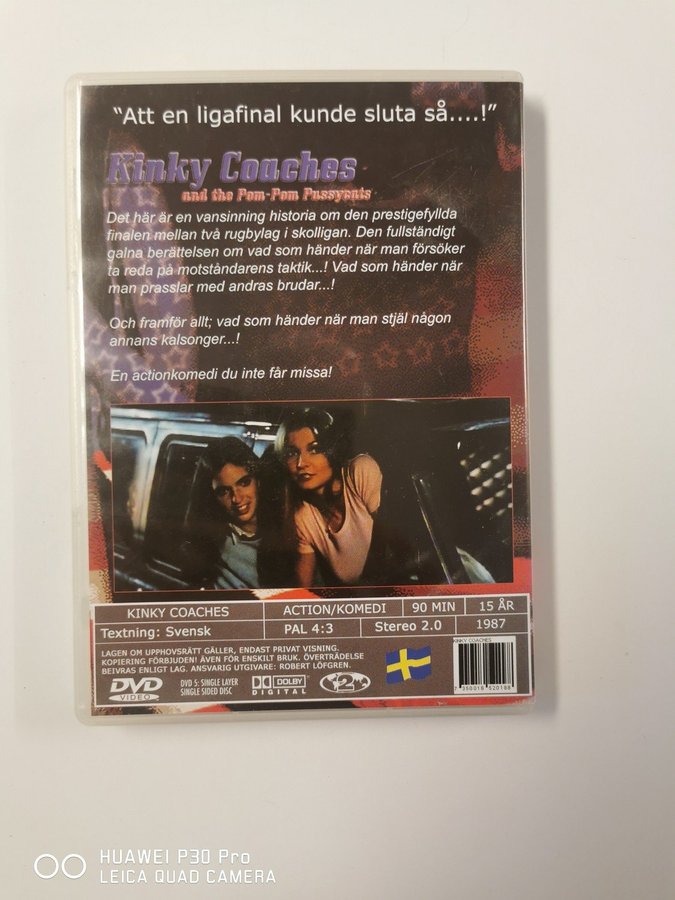 "Att en ligafinal kunde sluta så....!"
Kinky Coaches
and the Pom-Pom Pussycats
Det här är en vansinning historia om den prestigefyllda
finalen mellan två rugbylag i skolligan. Den fullständigt
galna berättelsen om vad som händer när man försöker
ta reda på motståndarens taktik...! Vad som händer när
man prasslar med andras brudar...!
Och framför allt; vad som händer när man stjäl någon
annans kalsonger...!
En actionkomedi du inte får missa!
KINKY COACHES ACTION/KOMEDI 90 MIN 15 ÅR
Textning: Svensk PAL 4:3 Stereo 2.0 1987
LAGEN OM UPPHOVSRÄTT GÄLLER, ENDAST PRIVAT VISNING.
KOPIERING FÖRBJUDEN! ÄVEN FÖR ENSKILT BRUK. ÖVERTRÄDELSE
BEIVRAS ENLIGT LAG. ANSVARIG UTGIVARE: ROBERT LÖFGREN.
KINKY COACHES
DVD
VIDEO
DVD 5: SINGLE LAYER
SINGLE SIDED DISC
DOLBY
DIGITAL
2
7 350016 520188
HUAWEI P30 Pro
LEICA QUAD CAMERA